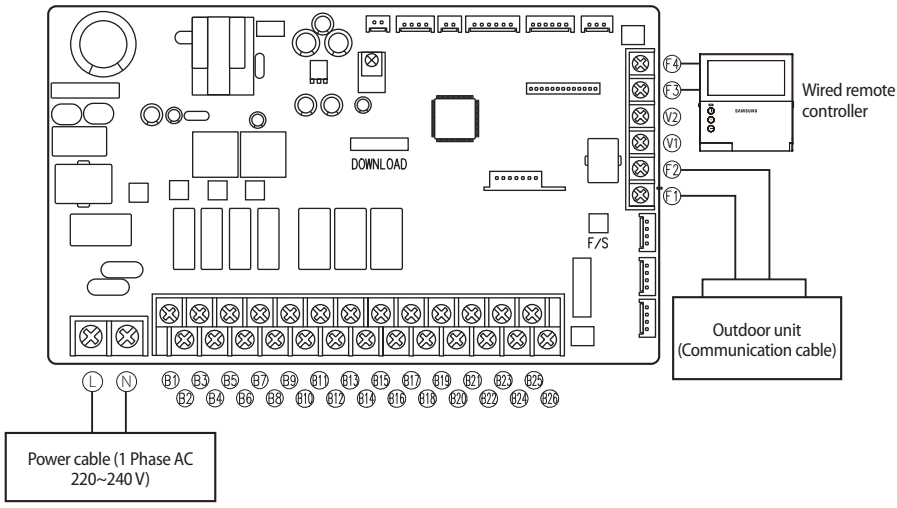 F4
F3
V2
V1
F2
F1
SAMSUNG
Wired remote
controller
DOWNLOAD
F/S
Outdoor unit
(Communication cable)
L N
B1 B3 B5 B7 B9 B11 B13 B15 B17 B19 B21 B23 B25
B2 B4 B6 B8 B10 B12 B14 B16 B18 B20 B22 B24 B26
Power cable (1 Phase AC
220~240 V)